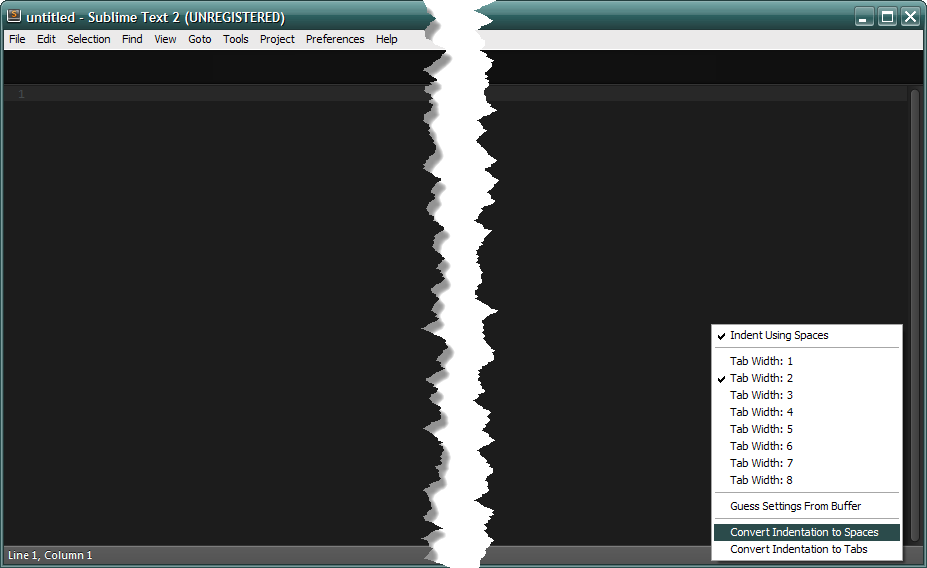 untitled - Sublime Text 2 (UNREGISTERED)
File Edit Selection Find View Goto Tools Project Preferences Help
1
Indent Using Spaces
Tab Width: 1
Tab Width: 2
Tab Width: 3
Tab Width: 4
Tab Width: 5
Tab Width: 6
Tab Width: 7
Tab Width: 8
Guess Settings From Buffer
Convert Indentation to Spaces
Convert Indentation to Tabs
Line 1, Column 1